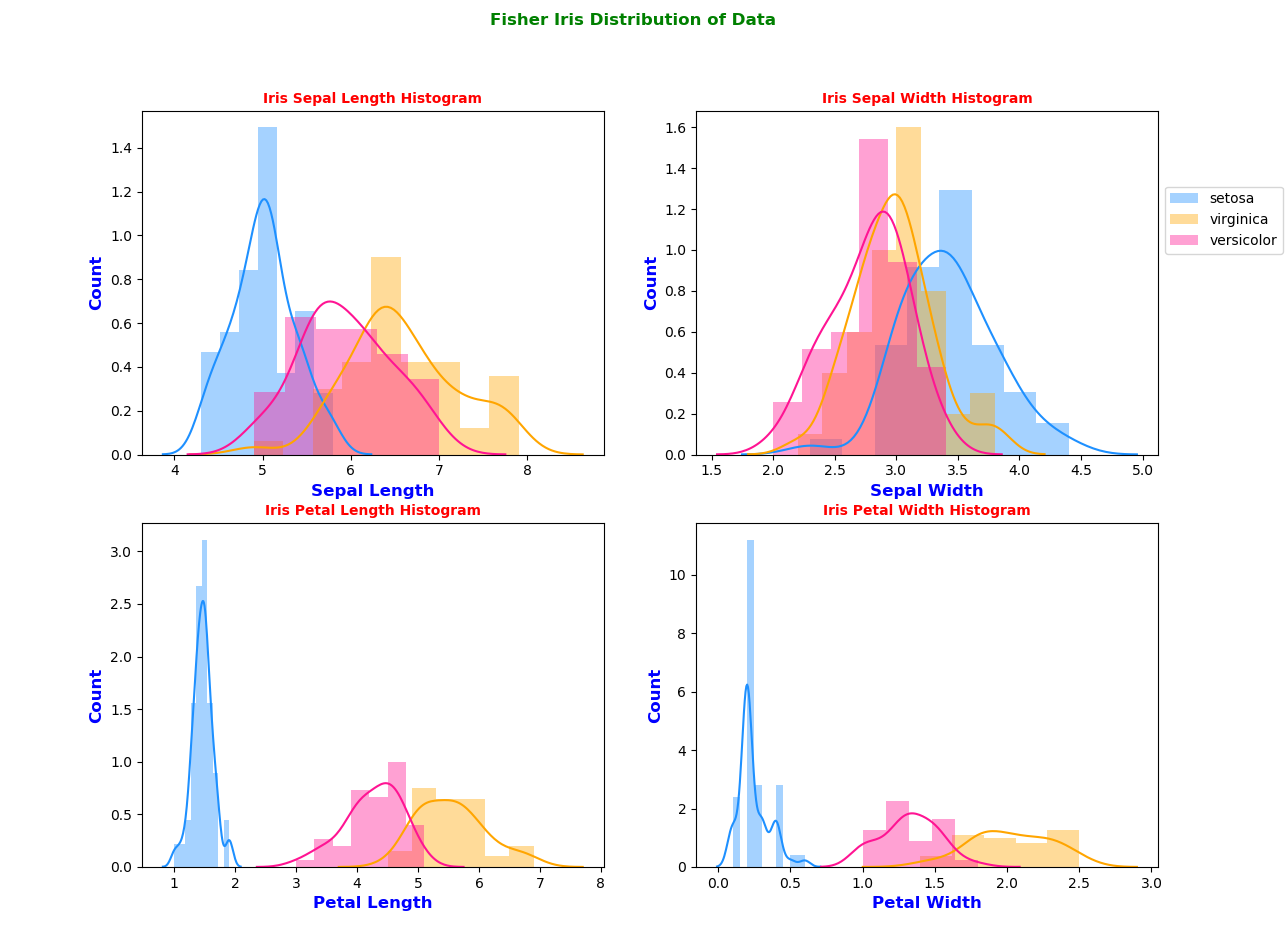 Fisher Iris Distribution of Data
Iris Sepal Length Histogram
1.4
1.2
1.0
0.8
0.6
0.4
0.2
0.0
Count
4 5 6 7 8
Sepal Length
Iris Sepal Width Histogram
1.6
1.4
1.2
1.0
0.8
0.6
0.4
0.2
0.0
Count
1.5 2.0 2.5 3.0 3.5 4.0 4.5 5.0
Sepal Width
setosa
virginica
versicolor
Iris Petal Length Histogram
3.0
2.5
2.0
1.5
1.0
0.5
0.0
Count
1 2 3 4 5 6 7 8
Petal Length
Iris Petal Width Histogram
10
8
6
4
2
0
Count
0.0 0.5 1.0 1.5 2.0 2.5 3.0
Petal Width